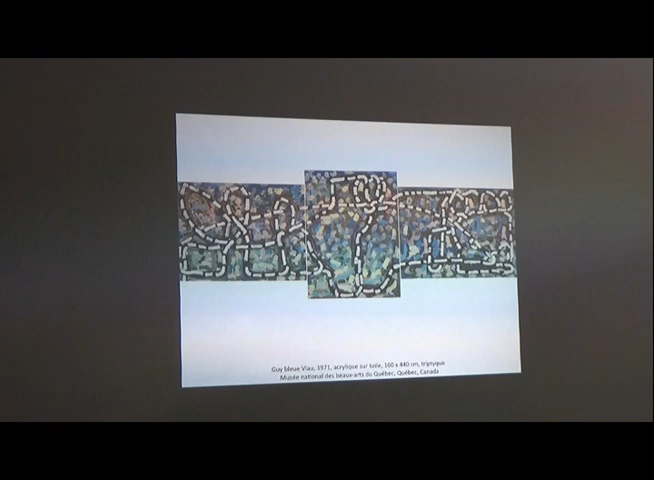 Guy bleue Viau, 1971, acrylique sur toile, 160 x 440 cm, triptyque
Musée national des beaux-arts du Québec, Québec, Canada